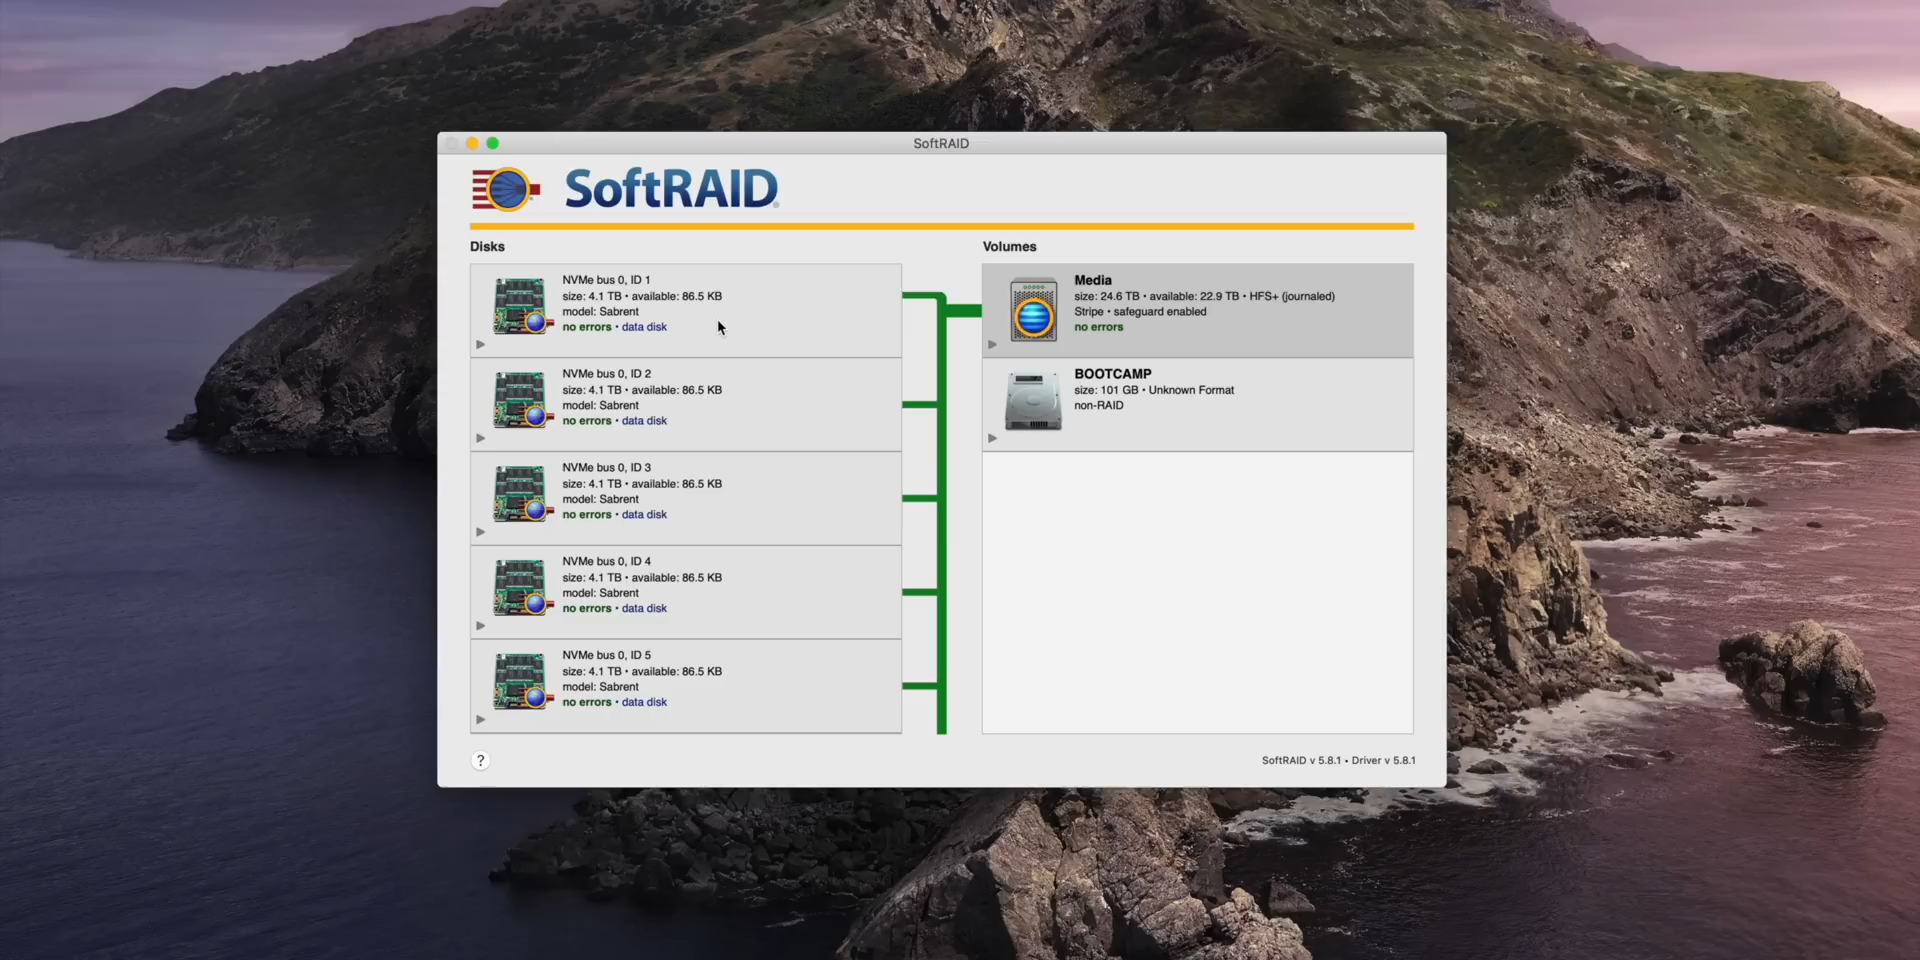 SoftRAID
SoftRAID
Disks
Volumes
NVMe bus 0, ID 1
size: 4.1 TB • available: 86.5 KB
model: Sabrent
no errors • data disk
NVMe bus 0, ID 2
size: 4.1 TB • available: 86.5 KB
model: Sabrent
no errors • data disk
NVMe bus 0, ID 3
size: 4.1 TB • available: 86.5 KB
model: Sabrent
no errors • data disk
NVMe bus 0, ID 4
size: 4.1 TB • available: 86.5 KB
model: Sabrent
no errors • data disk
NVMe bus 0, ID 5
size: 4.1 TB • available: 86.5 KB
model: Sabrent
no errors • data disk
Media
size: 24.6 TB • available: 22.9 TB • HFS+ (journaled)
Stripe • safeguard enabled
no errors
BOOTCAMP
size: 101 GB • Unknown Format
non-RAID
?
SoftRAID v 5.8.1 • Driver v 5.8.1